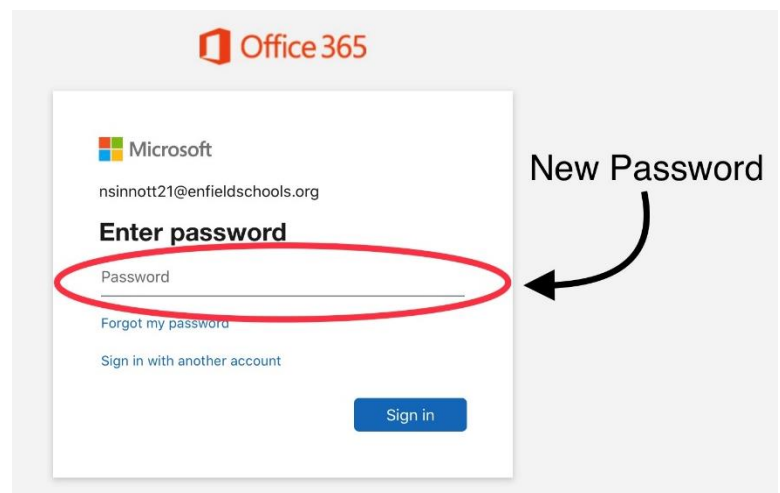 Office 365
Microsoft
nsinnott21@enfieldschools.org
New Password
Enter password
Password
Forgot my password
Sign in with another account
Sign in